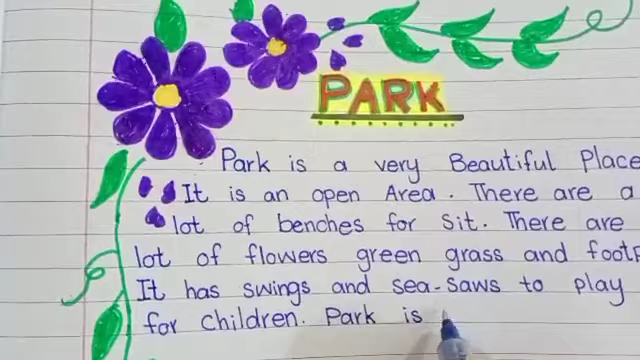 PARK
Park is a very Beautiful Place
It is an open Area. There are a
lot of benches for Sit. There are
lot of flowers green grass and footp
It has swings and sea-saws to play
for children. Park is